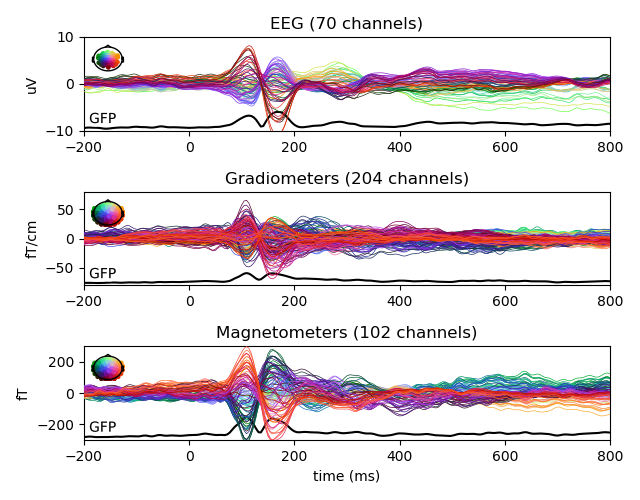 EEG (70 channels)
10
0
−10
uV
GFP
−200 0 200 400 600 800
Gradiometers (204 channels)
50
0
−50
fT/cm
GFP
−200 0 200 400 600 800
Magnetometers (102 channels)
200
0
−200
fT
GFP
−200 0 200 400 600 800
time (ms)